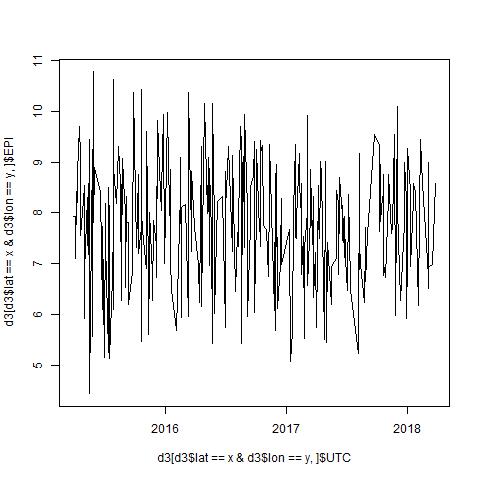 d3[d3$lat == x & d3$lon == y, ]$EPI
11
10
9
8
7
6
5
2016 2017 2018
d3[d3$lat == x & d3$lon == y, ]$UTC